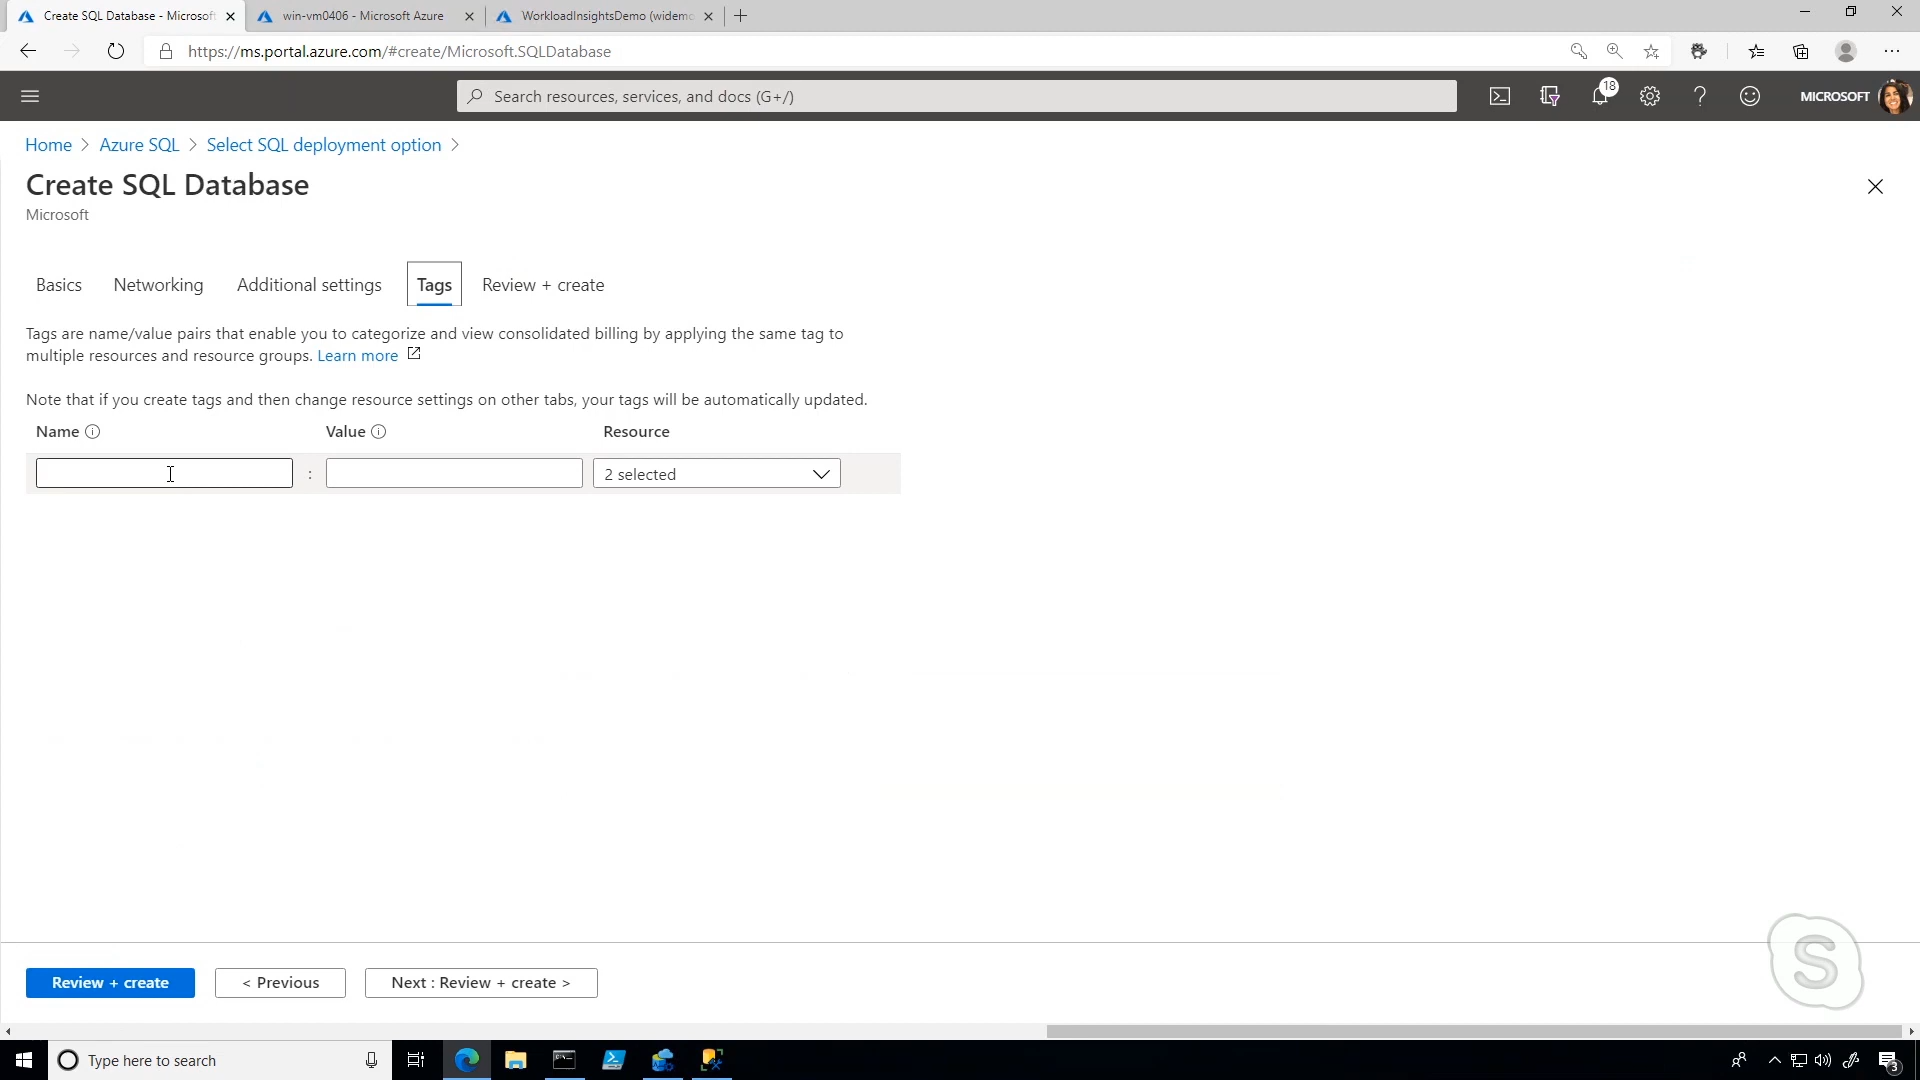 Create SQL Database - Microsoft
win-vm0406 - Microsoft Azure
WorkloadInsightsDemo (widemo
https://ms.portal.azure.com/#create/Microsoft.SQLDatabase
Search resources, services, and docs (G+/)
18
MICROSOFT
Home > Azure SQL > Select SQL deployment option >
Create SQL Database
Microsoft
Basics Networking Additional settings Tags Review + create
Tags are name/value pairs that enable you to categorize and view consolidated billing by applying the same tag to
multiple resources and resource groups. Learn more
Note that if you create tags and then change resource settings on other tabs, your tags will be automatically updated.
Name Value Resource
: 2 selected
Review + create < Previous Next : Review + create >
S
Type here to search
3